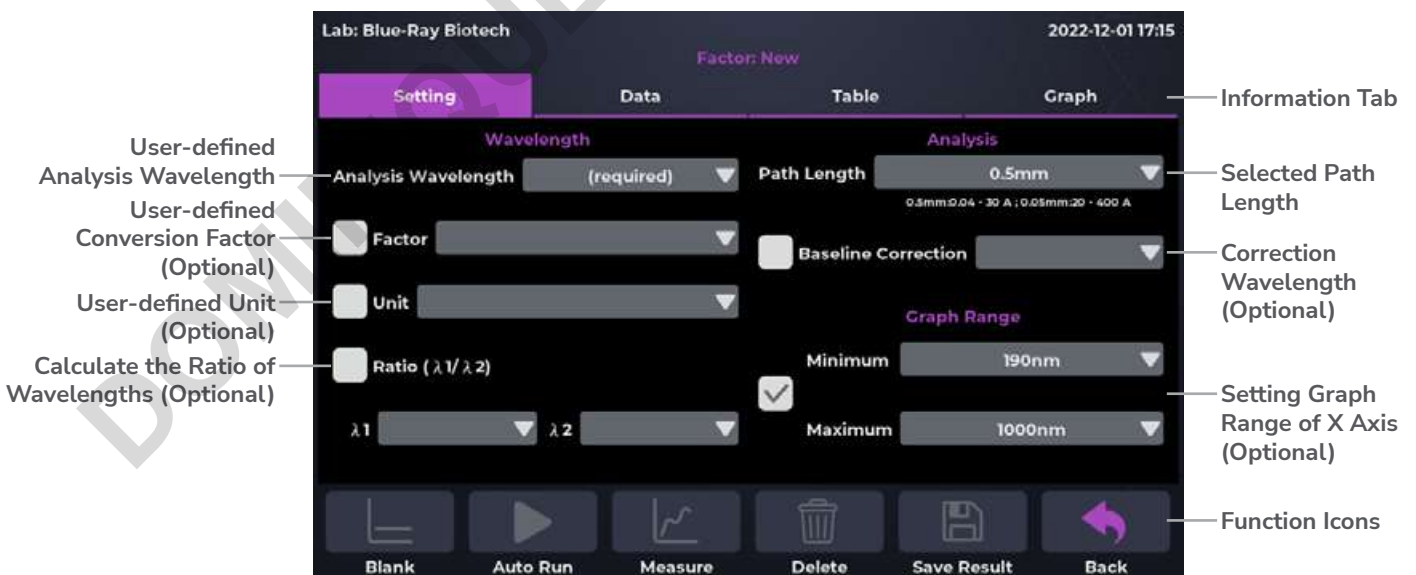 Lab: Blue-Ray Biotech
2022-12-01 17:15
Factor: New
Setting
Data
Table
Graph
Information Tab
Wavelength
Analysis
User-defined
Analysis Wavelength
Analysis Wavelength
(required)
Path Length
0.5mm
0.5mm:0.04 - 30 A ; 0.05mm:20 - 400 A
Selected Path
Length
User-defined
Conversion Factor
(Optional)
Factor
Baseline Correction
Correction
Wavelength
(Optional)
User-defined Unit
(Optional)
Unit
Graph Range
Calculate the Ratio of
Wavelengths (Optional)
Ratio ( λ1/ λ2)
Minimum
190nm
λ1
λ2
Maximum
1000nm
Setting Graph
Range of X Axis
(Optional)
Blank
Auto Run
Measure
Delete
Save Result
Back
Function Icons